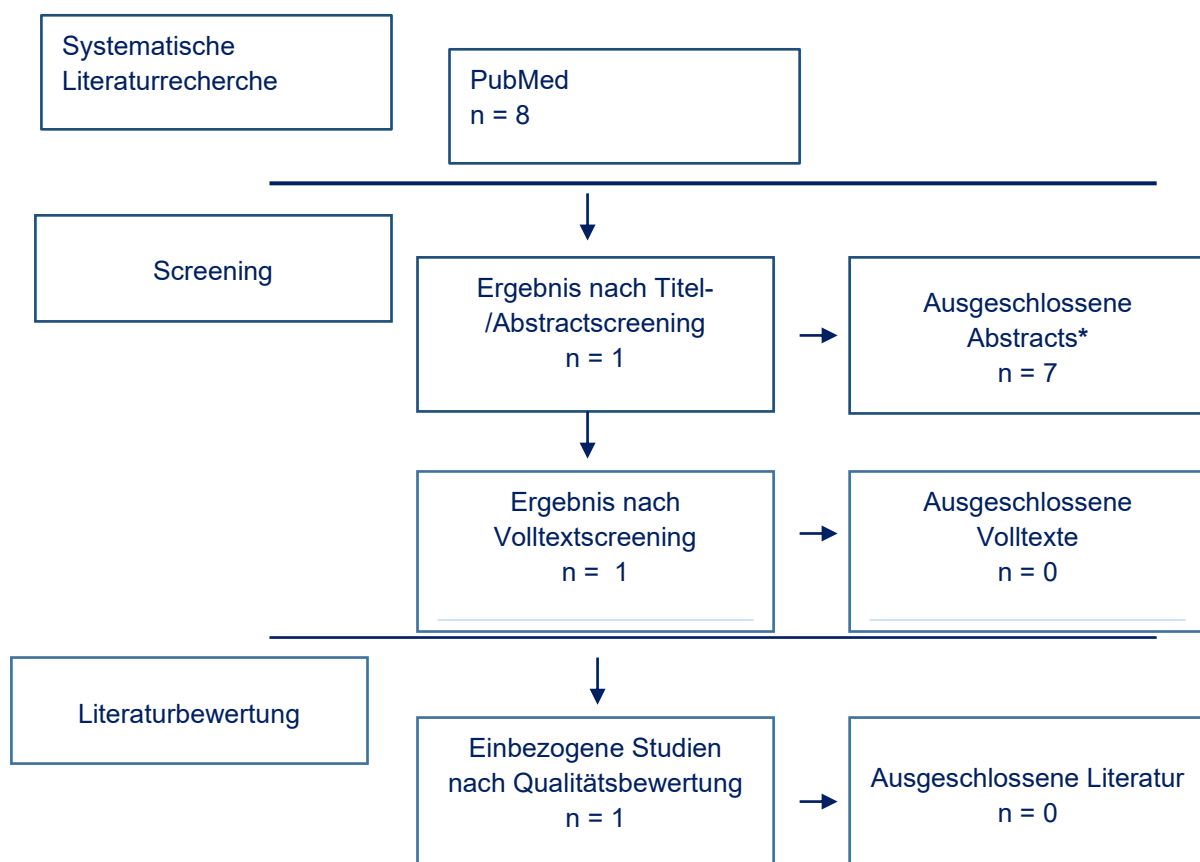 Systematische
Literaturrecherche
PubMed
n = 8
Screening
Ergebnis nach Titel-
/Abstractscreening
n = 1
Ausgeschlossene
Abstracts*
n = 7
Ergebnis nach
Volltextscreening
n =  1
Ausgeschlossene
Volltexte
n = 0
Literaturbewertung
Einbezogene Studien
nach Qualitätsbewertung
n = 1
Ausgeschlossene Literatur
n = 0